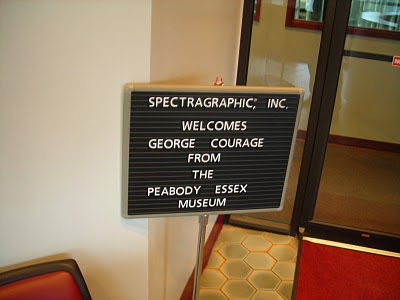 SPECTRAGRAPHIC, INC.
WELCOMES
GEORGE COURAGE
FROM
THE
PEABODY ESSEX
MUSEUM